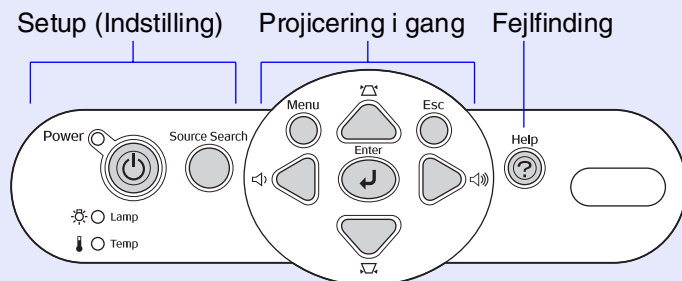 Setup (Indstilling) Projicering i gang Fejlfinding
Menu Esc
Power Source Search Enter Help
?
Lamp
Temp